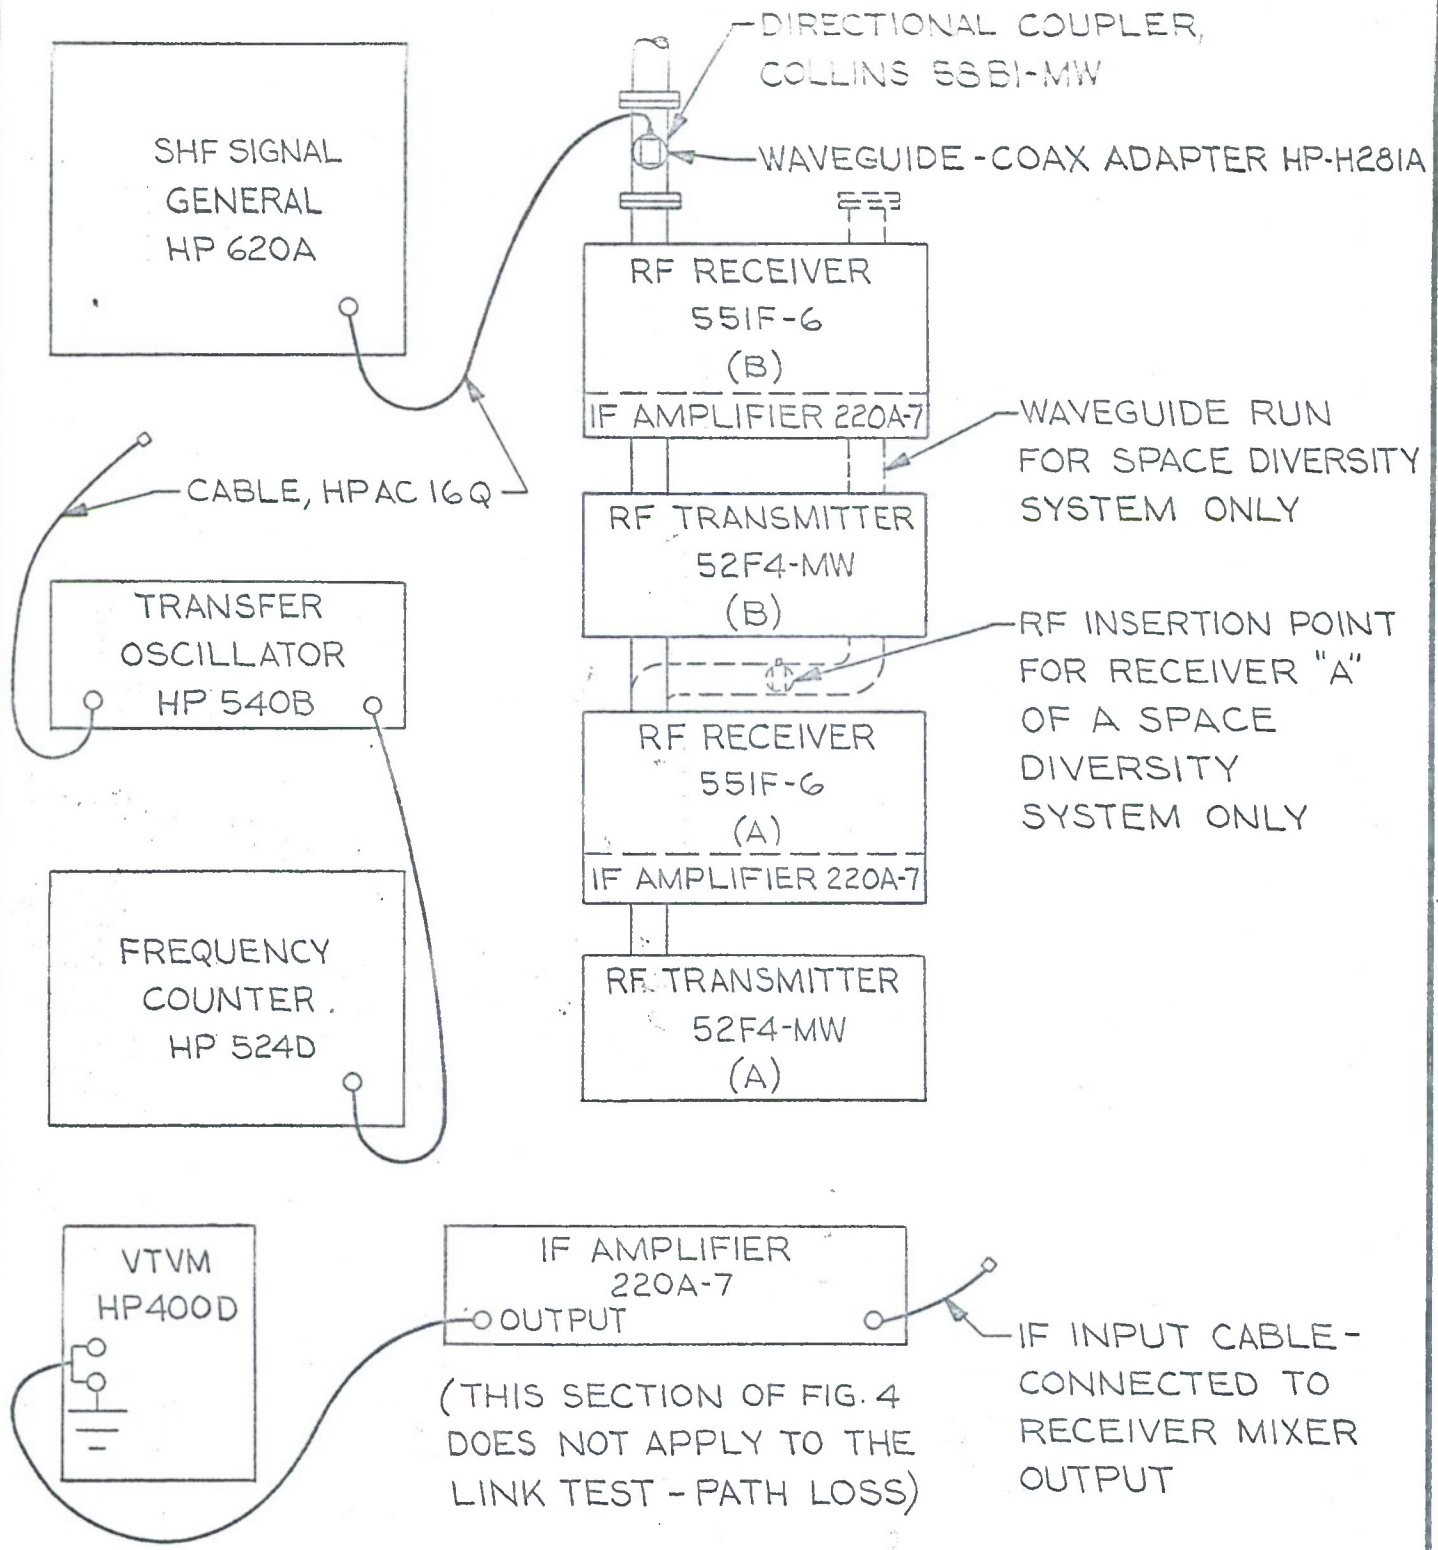 DIRECTIONAL COUPLER,
COLLINS 58B1-MW
WAVEGUIDE-COAX ADAPTER HP-H281A
SHF SIGNAL
GENERAL
HP 620A
RF RECEIVER
551F-6
(B)
IF AMPLIFIER 220A-7
WAVEGUIDE RUN
FOR SPACE DIVERSITY
SYSTEM ONLY
CABLE, HPAC 16Q
RF TRANSMITTER
52F4-MW
(B)
TRANSFER
OSCILLATOR
HP 540B
RF INSERTION POINT
FOR RECEIVER "A"
OF A SPACE
DIVERSITY
SYSTEM ONLY
RF RECEIVER
551F-6
(A)
IF AMPLIFIER 220A-7
FREQUENCY
COUNTER.
HP 524D
RF TRANSMITTER
52F4-MW
(A)
VTVM
HP400D
IF AMPLIFIER
220A-7
OUTPUT
IF INPUT CABLE-
CONNECTED TO
RECEIVER MIXER
OUTPUT
(THIS SECTION OF FIG. 4
DOES NOT APPLY TO THE
LINK TEST - PATH LOSS)